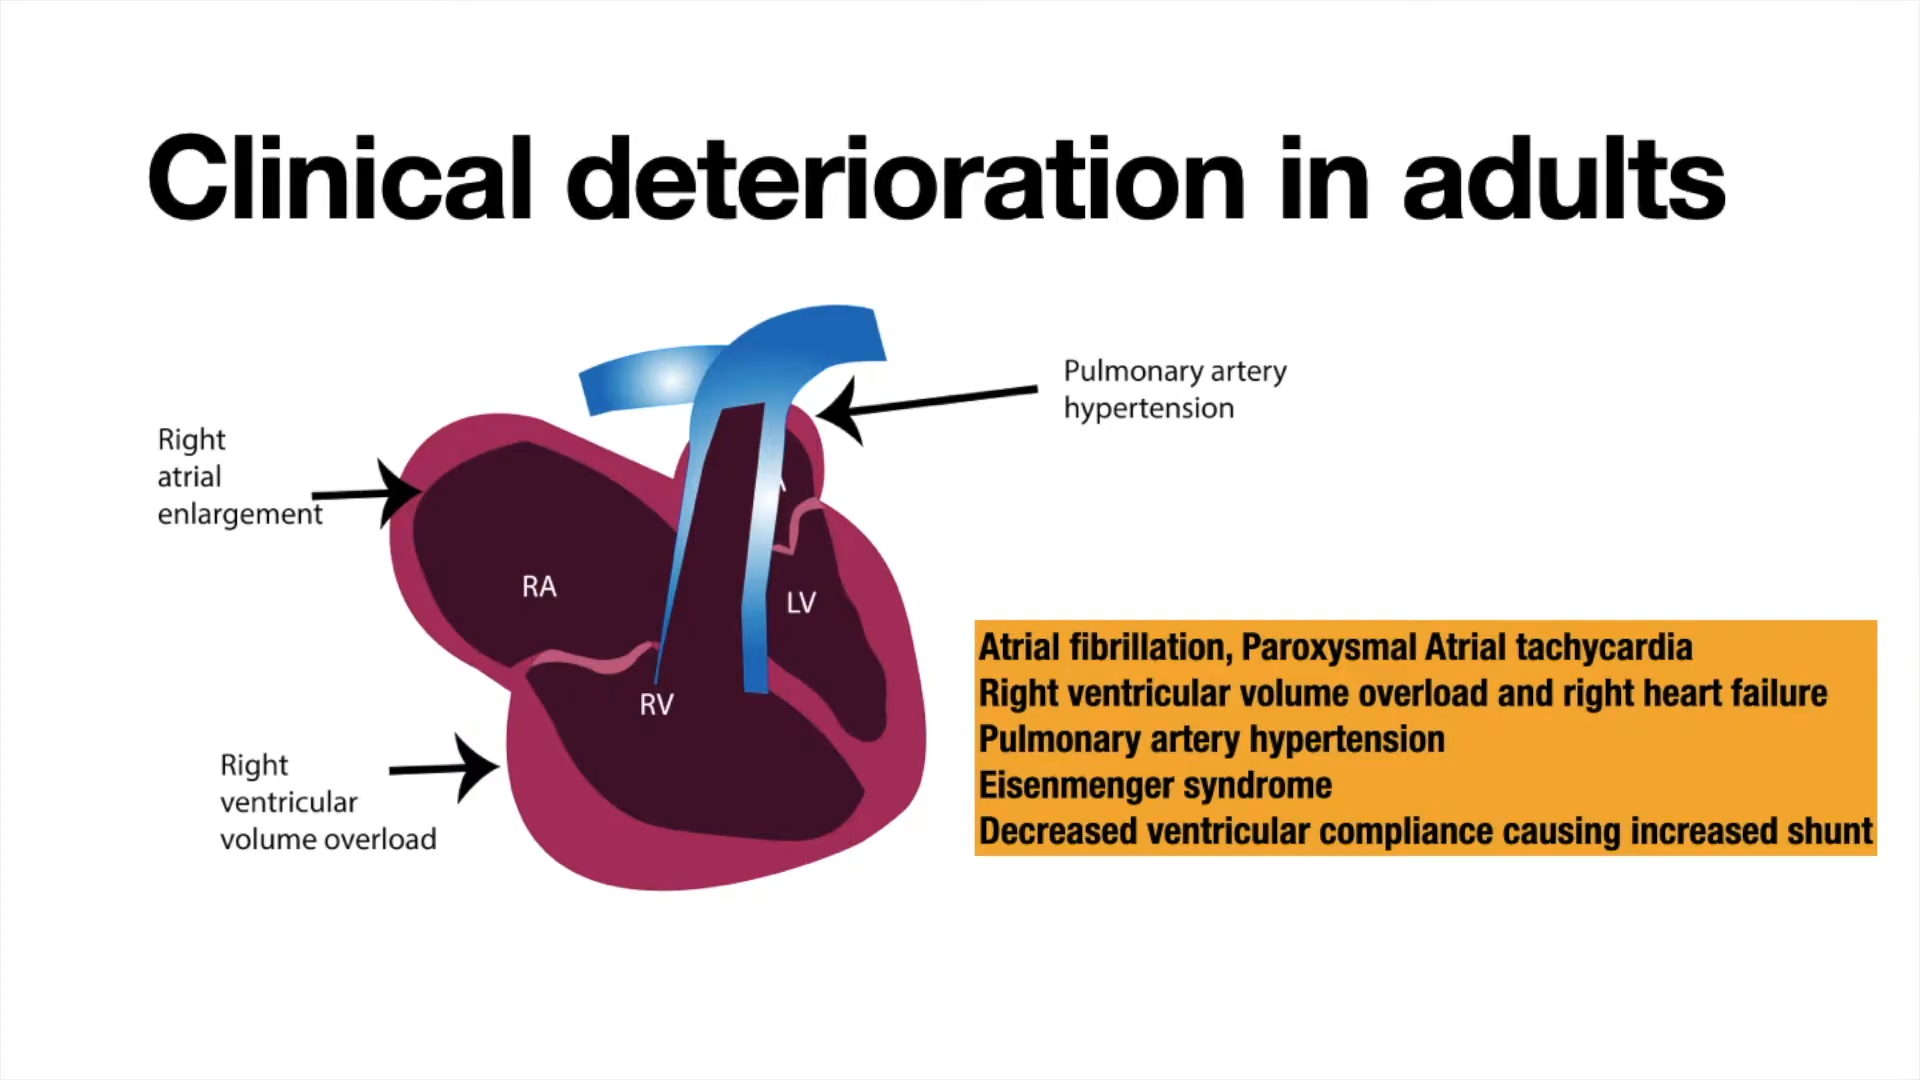 Clinical deterioration in adults
Pulmonary artery
hypertension
Right
atrial
enlargement
RA
LV
RV
Right
ventricular
volume overload
Atrial fibrillation, Paroxysmal Atrial tachycardia
Right ventricular volume overload and right heart failure
Pulmonary artery hypertension
Eisenmenger syndrome
Decreased ventricular compliance causing increased shunt